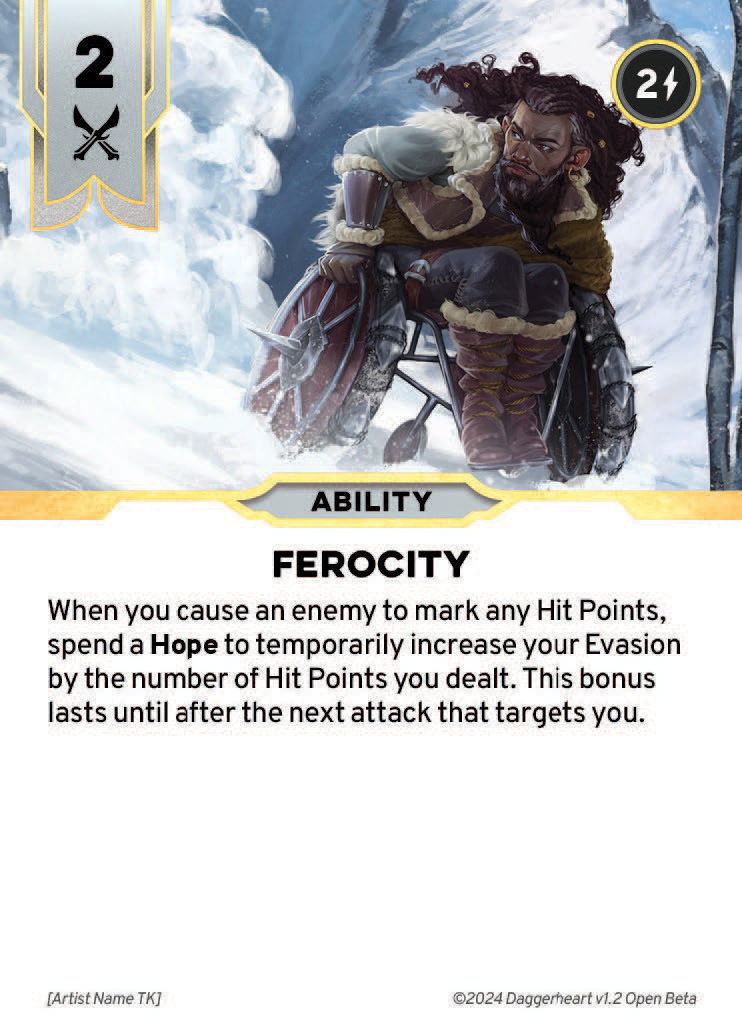 2
2
ABILITY
FEROCITY
When you cause an enemy to mark any Hit Points,
spend a Hope to temporarily increase your Evasion
by the number of Hit Points you dealt. This bonus
lasts until after the next attack that targets you.
[Artist Name TK]
©2024 Daggerheart v1.2 Open Beta